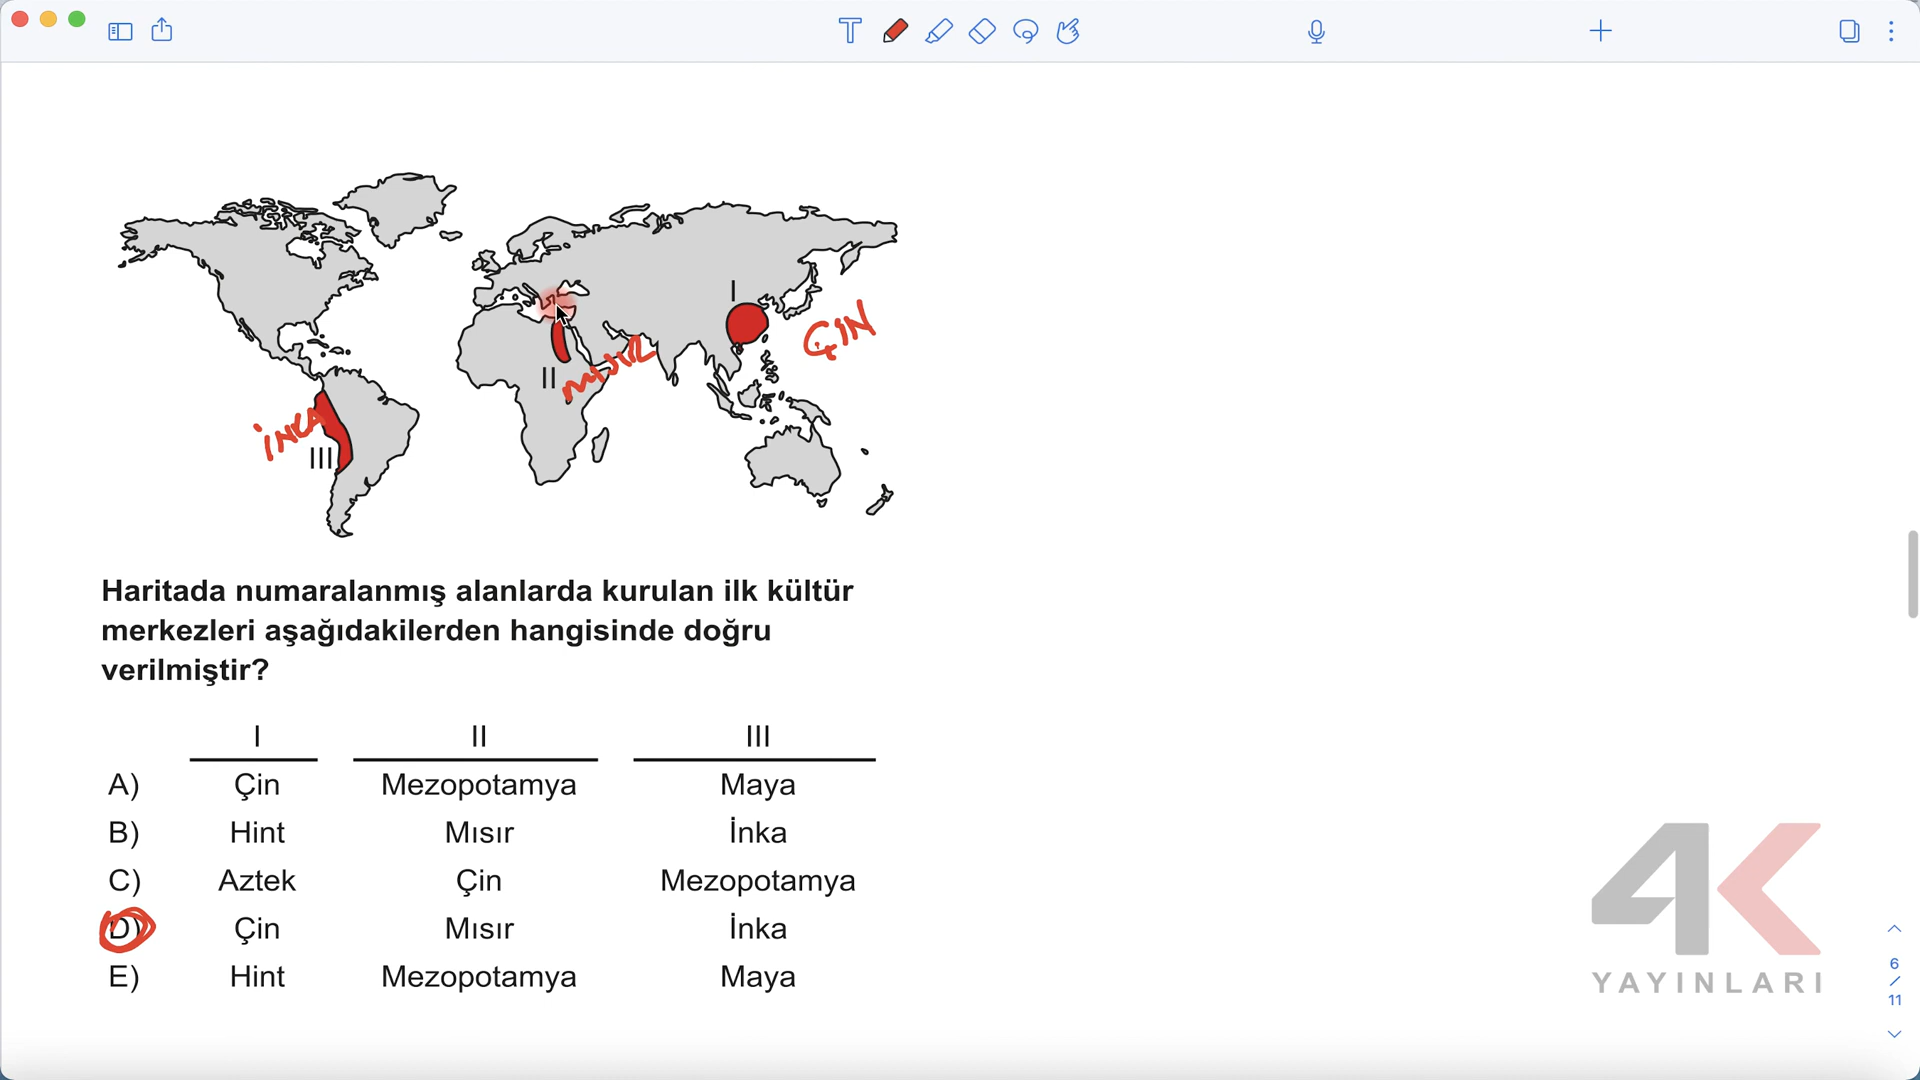 I
ÇİN
II
MISIR
İNKA
III
Haritada numaralanmış alanlarda kurulan ilk kültür
merkezleri aşağıdakilerden hangisinde doğru
verilmiştir?
I II III
A) Çin Mezopotamya Maya
B) Hint Mısır İnka
C) Aztek Çin Mezopotamya
D) Çin Mısır İnka
E) Hint Mezopotamya Maya
4K
YAYINLARI
6
/
11